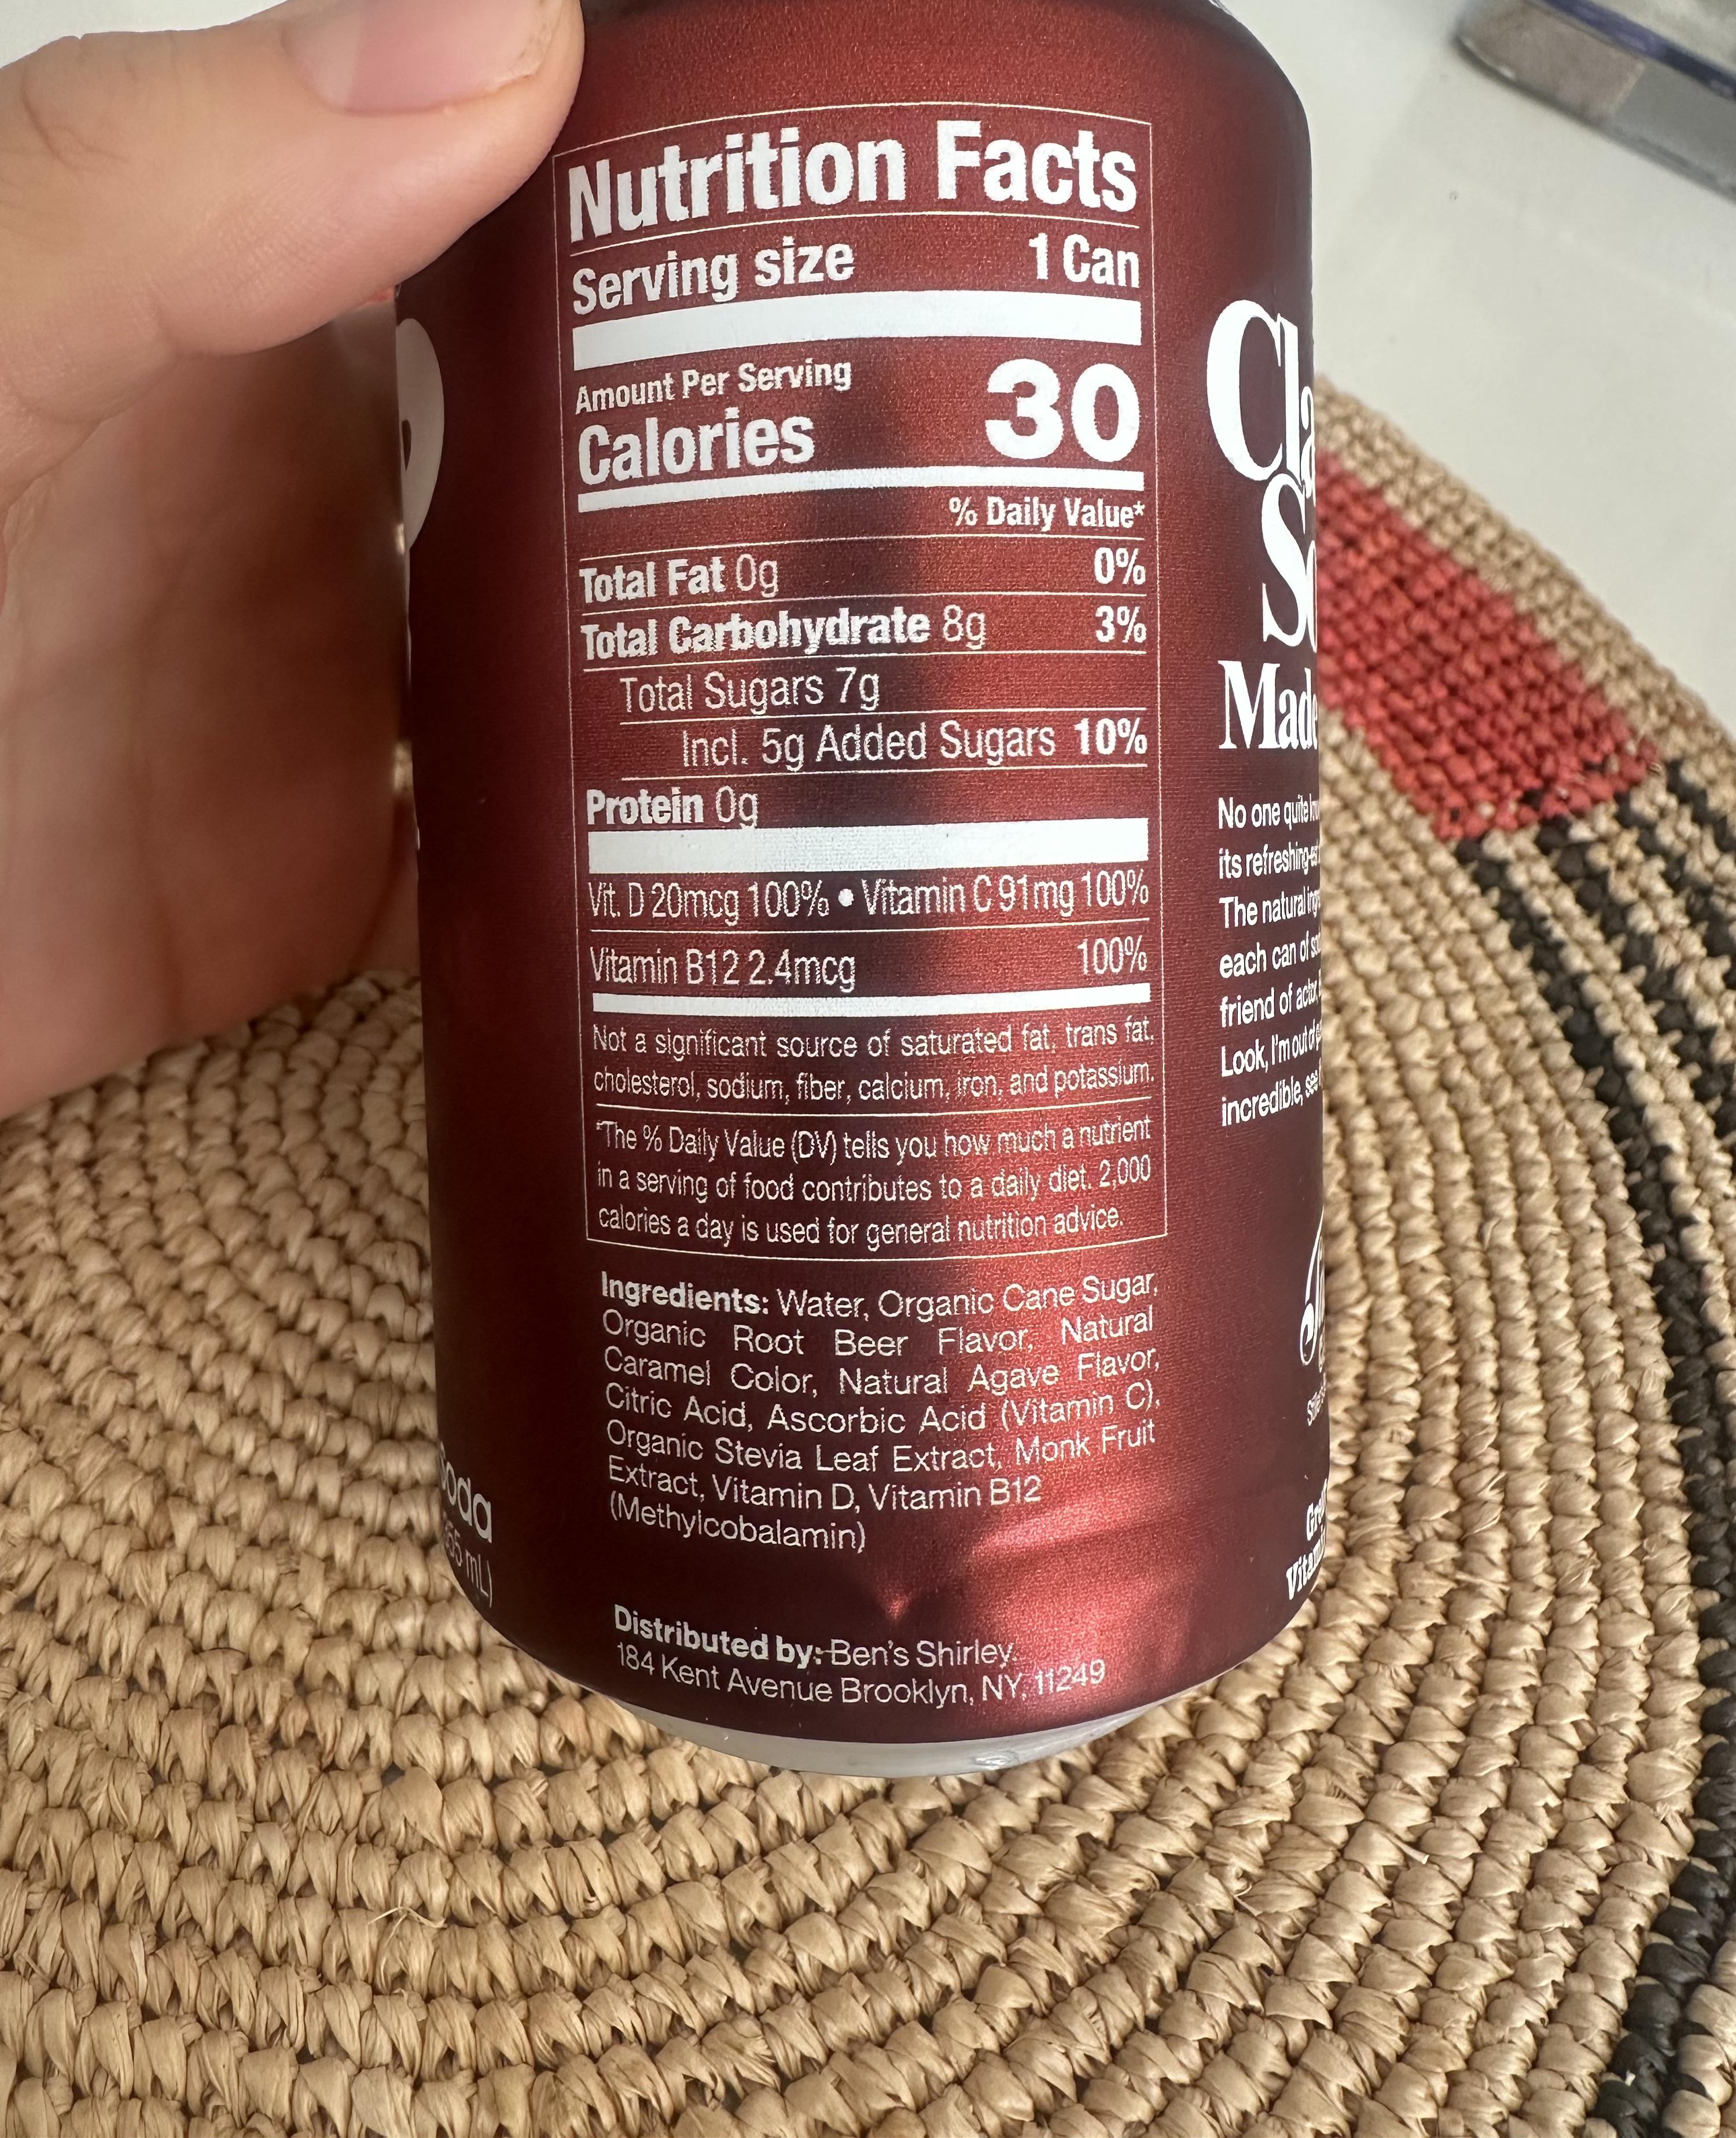 Nutrition Facts
Serving size 1 Can
Amount Per Serving
Calories 30
% Daily Value*
Total Fat 0g 0%
Total Carbohydrate 8g 3%
Total Sugars 7g
Incl. 5g Added Sugars 10%
Protein 0g
Vit. D 20mcg 100% • Vitamin C 91mg 100%
Vitamin B12 2.4mcg 100%
Not a significant source of saturated fat, trans fat,
cholesterol, sodium, fiber, calcium, iron, and potassium.
*The % Daily Value (DV) tells you how much a nutrient
in a serving of food contributes to a daily diet. 2,000
calories a day is used for general nutrition advice.
Ingredients: Water, Organic Cane Sugar,
Organic Root Beer Flavor, Natural
Caramel Color, Natural Agave Flavor,
Citric Acid, Ascorbic Acid (Vitamin C),
Organic Stevia Leaf Extract, Monk Fruit
Extract, Vitamin D, Vitamin B12
(Methylcobalamin)
Distributed by: Ben's Shirley.
184 Kent Avenue Brooklyn, NY, 11249
Made
No one quite
its
The natural
each can of
friend of
Look, I'm out of
incredible,
mL)